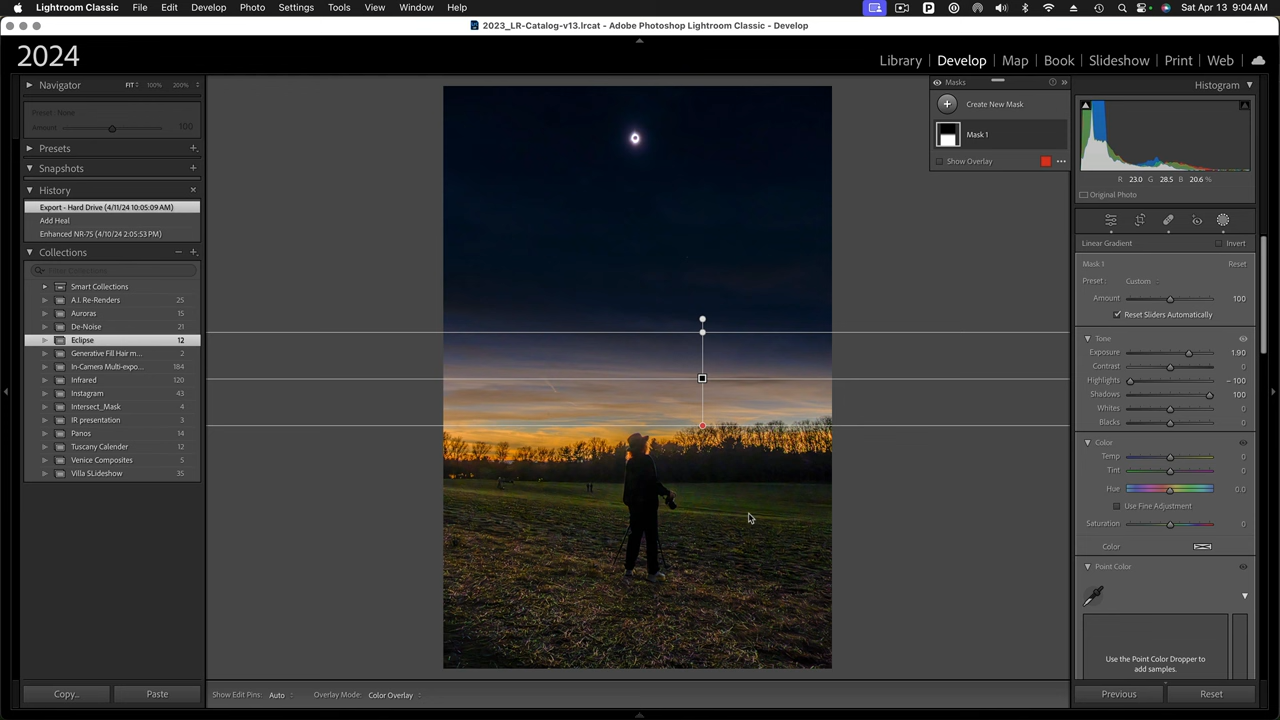 Lightroom Classic File Edit Develop Photo Settings Tools View Window Help Sat Apr 13 9:04 AM
2023_LR-Catalog-v13.lrcat - Adobe Photoshop Lightroom Classic - Develop
2024
Library Develop Map Book Slideshow Print Web
Navigator FIT 100% 200%
Preset: None
Amount 100
Presets
Snapshots
History
Export - Hard Drive (4/11/24 10:05:09 AM)
Add Heal
Enhanced NR-75 (4/10/24 2:05:53 PM)
Collections
Smart Collections
A.I. Re-Renders 25
Auroras 15
De-Noise 21
Eclipse 12
Generative Fill Hair m... 2
In-Camera Multi-expo... 184
Infrared 120
Instagram 43
Intersect_Mask 6
IR presentation 3
Panos 14
Tuscany Calender 12
Venice Composites 5
Villa SLideshow 35
Copy... Paste
Masks
Create New Mask
Mask 1
Show Overlay
Show Edit Pins: Auto Overlay Mode: Color Overlay
Histogram
R 23.0 G 28.5 B 20.6 %
Original Photo
Linear Gradient Invert
Mask 1 Reset
Preset: Custom
Amount 100
Reset Sliders Automatically
Tone
Exposure 1.90
Contrast 0
Highlights – 100
Shadows 100
Whites 0
Blacks 0
Color
Temp 0
Tint 0
Hue 0.0
Use Fine Adjustment
Saturation 0
Color
Point Color
Use the Point Color Dropper to
add samples.
Previous Reset